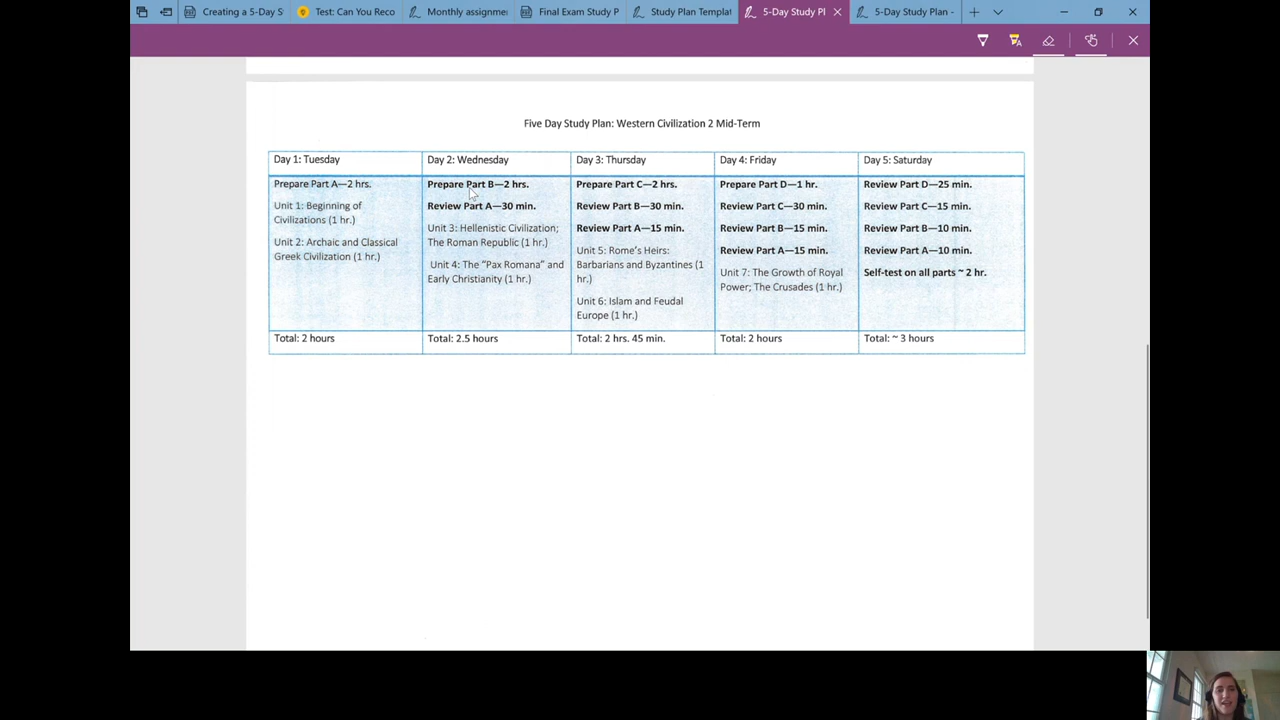 Creating a 5-Day S
Test: Can You Reco
Monthly assignme
Final Exam Study P
Study Plan Templat
5-Day Study Pl
5-Day Study Plan -
Five Day Study Plan: Western Civilization 2 Mid-Term
Day 1: Tuesday
Day 2: Wednesday
Day 3: Thursday
Day 4: Friday
Day 5: Saturday
Prepare Part A—2 hrs.
Unit 1: Beginning of
Civilizations (1 hr.)
Unit 2: Archaic and Classical
Greek Civilization (1 hr.)
Prepare Part B—2 hrs.
Review Part A—30 min.
Unit 3: Hellenistic Civilization;
The Roman Republic (1 hr.)
Unit 4: The “Pax Romana” and
Early Christianity (1 hr.)
Prepare Part C—2 hrs.
Review Part B—30 min.
Review Part A—15 min.
Unit 5: Rome’s Heirs:
Barbarians and Byzantines (1
hr.)
Unit 6: Islam and Feudal
Europe (1 hr.)
Prepare Part D—1 hr.
Review Part C—30 min.
Review Part B—15 min.
Review Part A—15 min.
Unit 7: The Growth of Royal
Power; The Crusades (1 hr.)
Review Part D—25 min.
Review Part C—15 min.
Review Part B—10 min.
Review Part A—10 min.
Self-test on all parts ~ 2 hr.
Total: 2 hours
Total: 2.5 hours
Total: 2 hrs. 45 min.
Total: 2 hours
Total: ~ 3 hours